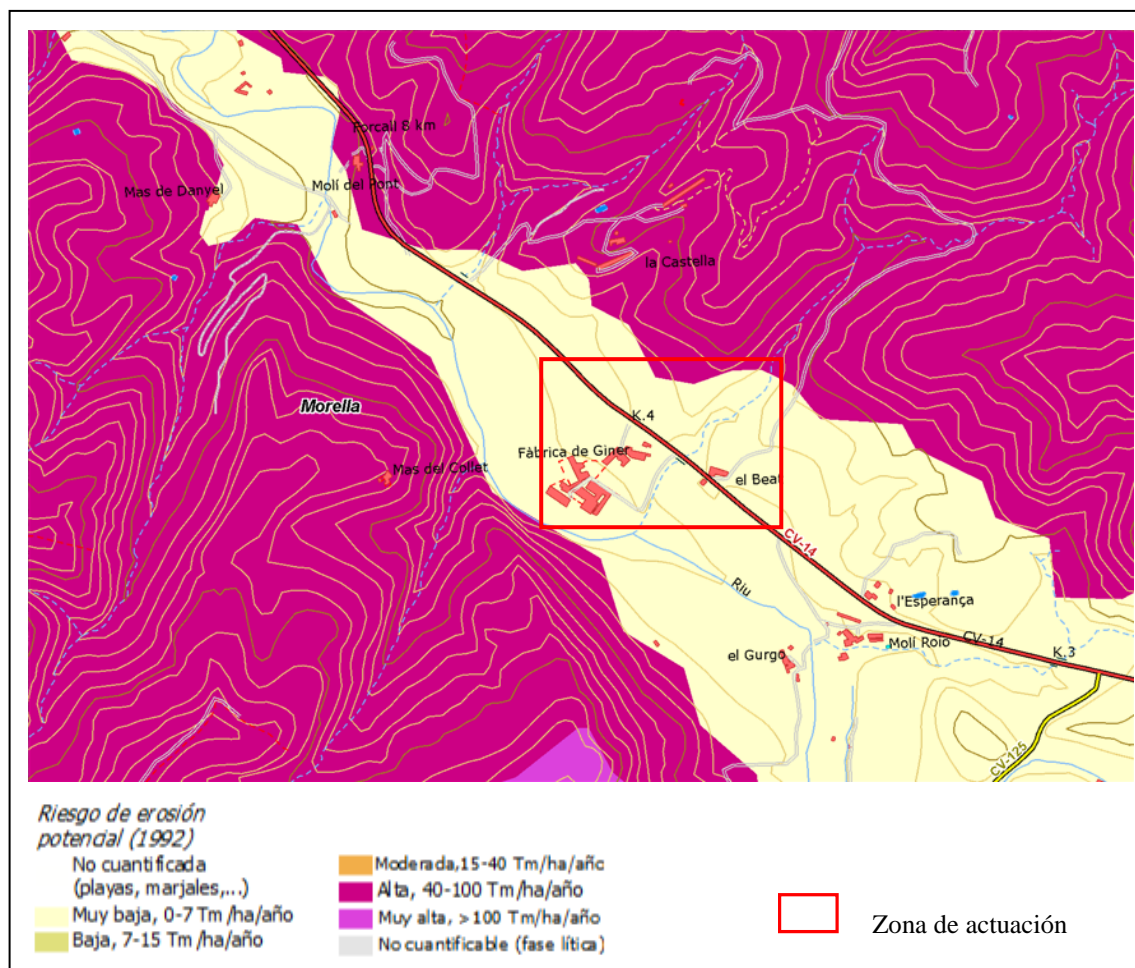 Forcall 8 km
Mas de Danyel
Molí del Pont
la Castella
Morella
K.4
Fàbrica de Giner
Mas del Collet
el Beat
CV-14
Riu
l'Esperança
CV-14
Molí Roio
K.3
el Gurgo
CV-125
Riesgo de erosión
potencial (1992)
No cuantificada
(playas, marjales,...)
Muy baja, 0-7 Tm/ha/año
Baja, 7-15 Tm/ha/año
Moderada,15-40 Tm/ha/año
Alta, 40-100 Tm/ha/año
Muy alta, >100 Tm/ha/año
No cuantificable (fase lítica)
Zona de actuación